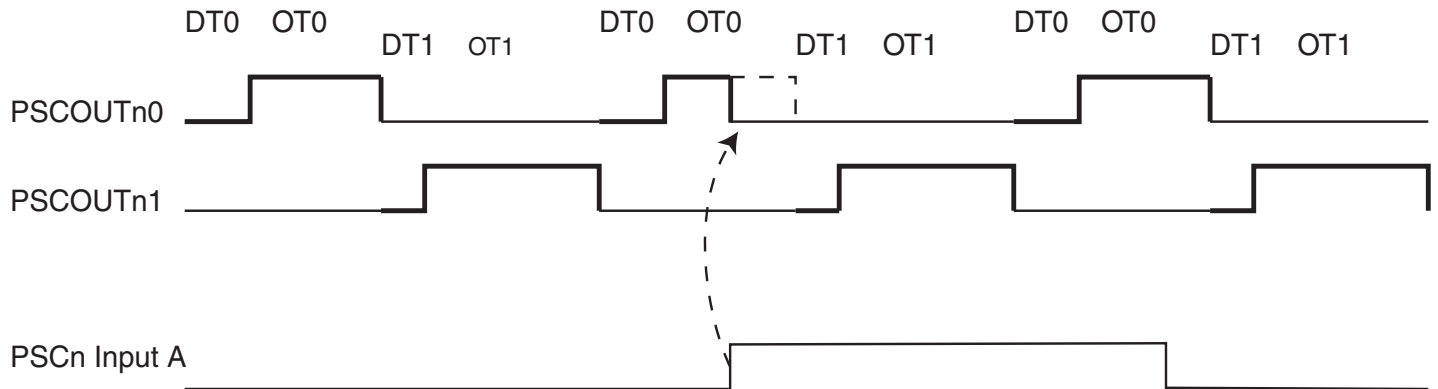 DT0 OT0 DT0 OT0 DT0 OT0
DT1 OT1 DT1 OT1 DT1 OT1
PSCOUTn0
PSCOUTn1
PSCn Input A